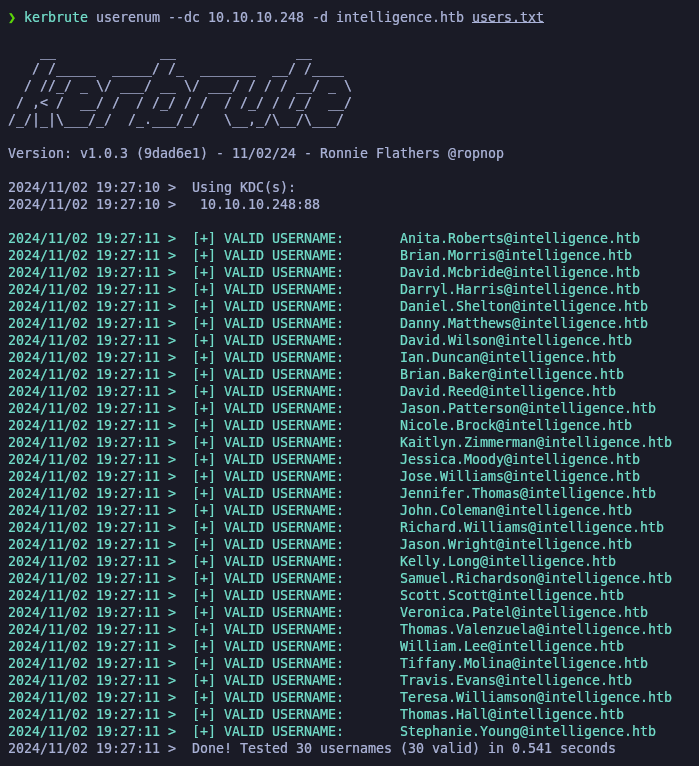 ❯ kerbrute userenum --dc 10.10.10.248 -d intelligence.htb users.txt
    __             __               __
   / /_____  _____/ /_  _______  __/ /____
  / //_/ _ \/ ___/ __ \/ ___/ / / / __/ _ \
 / ,< /  __/ /  / /_/ / /  / /_/ / /_/  __/
/_/|_|\___/_/  /_.___/_/   \__,_/\__/\___/
Version: v1.0.3 (9dad6e1) - 11/02/24 - Ronnie Flathers @ropnop
2024/11/02 19:27:10 >  Using KDC(s):
2024/11/02 19:27:10 >   10.10.10.248:88
2024/11/02 19:27:11 >  [+] VALID USERNAME:       Anita.Roberts@intelligence.htb
2024/11/02 19:27:11 >  [+] VALID USERNAME:       Brian.Morris@intelligence.htb
2024/11/02 19:27:11 >  [+] VALID USERNAME:       David.Mcbride@intelligence.htb
2024/11/02 19:27:11 >  [+] VALID USERNAME:       Darryl.Harris@intelligence.htb
2024/11/02 19:27:11 >  [+] VALID USERNAME:       Daniel.Shelton@intelligence.htb
2024/11/02 19:27:11 >  [+] VALID USERNAME:       Danny.Matthews@intelligence.htb
2024/11/02 19:27:11 >  [+] VALID USERNAME:       David.Wilson@intelligence.htb
2024/11/02 19:27:11 >  [+] VALID USERNAME:       Ian.Duncan@intelligence.htb
2024/11/02 19:27:11 >  [+] VALID USERNAME:       Brian.Baker@intelligence.htb
2024/11/02 19:27:11 >  [+] VALID USERNAME:       David.Reed@intelligence.htb
2024/11/02 19:27:11 >  [+] VALID USERNAME:       Jason.Patterson@intelligence.htb
2024/11/02 19:27:11 >  [+] VALID USERNAME:       Nicole.Brock@intelligence.htb
2024/11/02 19:27:11 >  [+] VALID USERNAME:       Kaitlyn.Zimmerman@intelligence.htb
2024/11/02 19:27:11 >  [+] VALID USERNAME:       Jessica.Moody@intelligence.htb
2024/11/02 19:27:11 >  [+] VALID USERNAME:       Jose.Williams@intelligence.htb
2024/11/02 19:27:11 >  [+] VALID USERNAME:       Jennifer.Thomas@intelligence.htb
2024/11/02 19:27:11 >  [+] VALID USERNAME:       John.Coleman@intelligence.htb
2024/11/02 19:27:11 >  [+] VALID USERNAME:       Richard.Williams@intelligence.htb
2024/11/02 19:27:11 >  [+] VALID USERNAME:       Jason.Wright@intelligence.htb
2024/11/02 19:27:11 >  [+] VALID USERNAME:       Kelly.Long@intelligence.htb
2024/11/02 19:27:11 >  [+] VALID USERNAME:       Samuel.Richardson@intelligence.htb
2024/11/02 19:27:11 >  [+] VALID USERNAME:       Scott.Scott@intelligence.htb
2024/11/02 19:27:11 >  [+] VALID USERNAME:       Veronica.Patel@intelligence.htb
2024/11/02 19:27:11 >  [+] VALID USERNAME:       Thomas.Valenzuela@intelligence.htb
2024/11/02 19:27:11 >  [+] VALID USERNAME:       William.Lee@intelligence.htb
2024/11/02 19:27:11 >  [+] VALID USERNAME:       Tiffany.Molina@intelligence.htb
2024/11/02 19:27:11 >  [+] VALID USERNAME:       Travis.Evans@intelligence.htb
2024/11/02 19:27:11 >  [+] VALID USERNAME:       Teresa.Williamson@intelligence.htb
2024/11/02 19:27:11 >  [+] VALID USERNAME:       Thomas.Hall@intelligence.htb
2024/11/02 19:27:11 >  [+] VALID USERNAME:       Stephanie.Young@intelligence.htb
2024/11/02 19:27:11 >  Done! Tested 30 usernames (30 valid) in 0.541 seconds